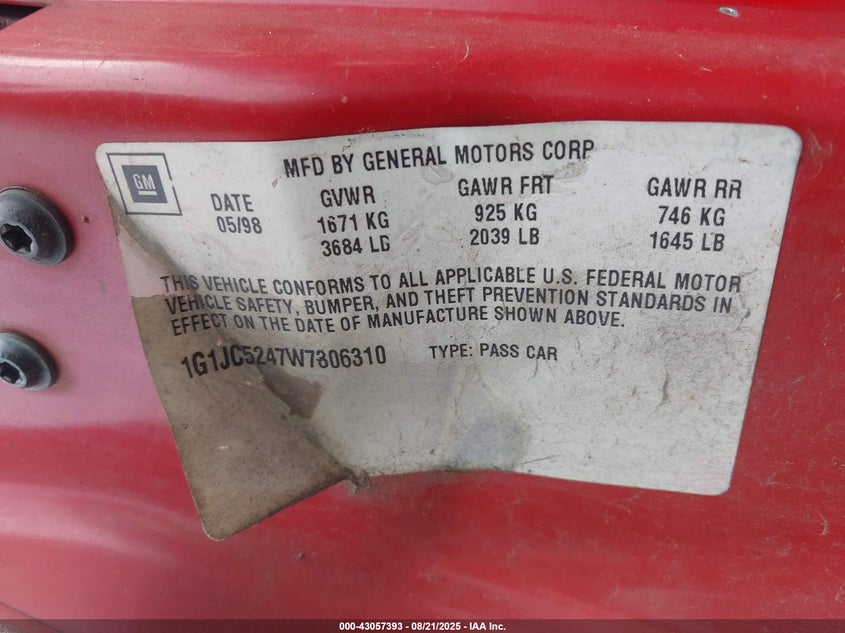 GM
MFD BY GENERAL MOTORS CORP
DATE GVWR GAWR FRT GAWR RR
05/98 1671 KG 925 KG 746 KG
3684 LB 2039 LB 1645 LB
THIS VEHICLE CONFORMS TO ALL APPLICABLE U.S. FEDERAL MOTOR
VEHICLE SAFETY, BUMPER, AND THEFT PREVENTION STANDARDS IN
EFFECT ON THE DATE OF MANUFACTURE SHOWN ABOVE.
1G1JC5247W7306310 TYPE: PASS CAR
000-43057393 - 08/21/2025 - IAA Inc.